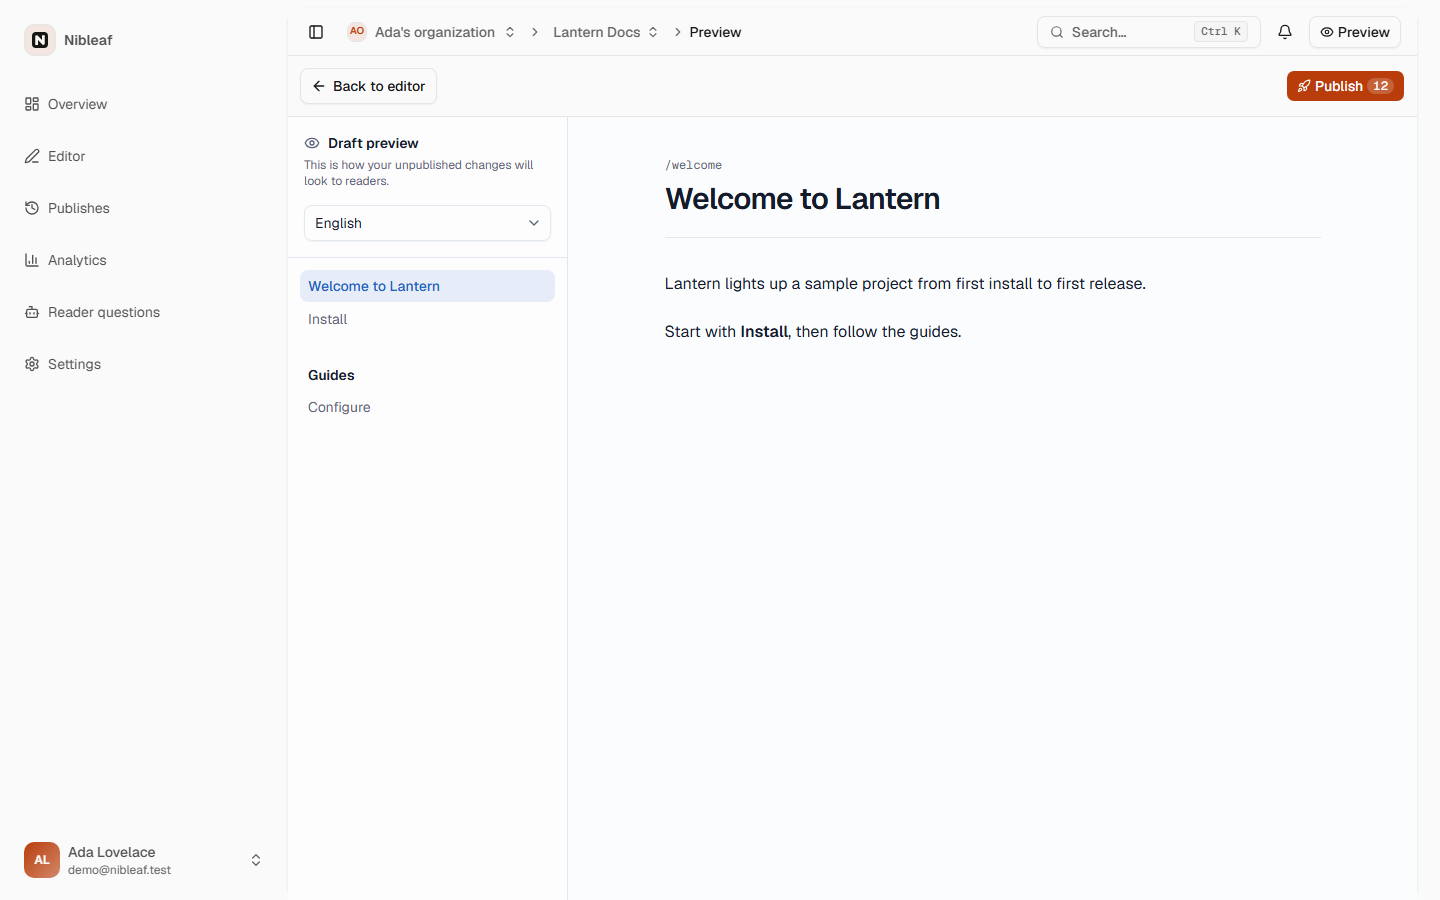 Nibleaf
Overview
Editor
Publishes
Analytics
Reader questions
Settings
AL
Ada Lovelace
demo@nibleaf.test
AO Ada's organization Lantern Docs Preview
Search... Ctrl K
Preview
Back to editor
Publish 12
Draft preview
This is how your unpublished changes will
look to readers.
English
Welcome to Lantern
Install
Guides
Configure
/welcome
Welcome to Lantern
Lantern lights up a sample project from first install to first release.
Start with Install, then follow the guides.